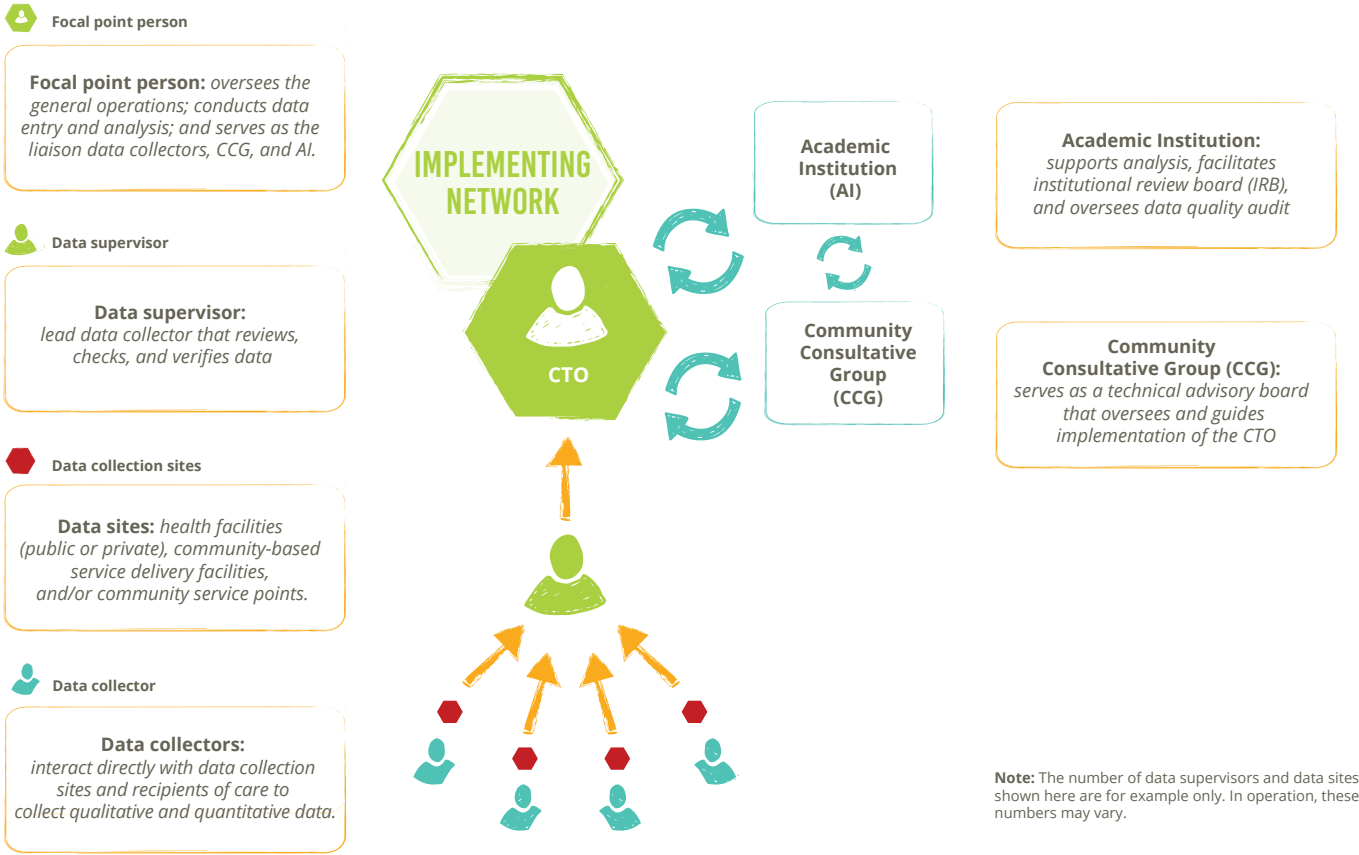 Focal point person
Focal point person: oversees the
general operations; conducts data
entry and analysis; and serves as the
liaison data collectors, CCG, and AI.
Data supervisor
Data supervisor:
lead data collector that reviews,
checks, and verifies data
Data collection sites
Data sites: health facilities
(public or private), community-based
service delivery facilities,
and/or community service points.
Data collector
Data collectors:
interact directly with data collection
sites and recipients of care to
collect qualitative and quantitative data.
IMPLEMENTING
NETWORK
CTO
Academic
Institution
(AI)
Community
Consultative
Group
(CCG)
Academic Institution:
supports analysis, facilitates
institutional review board (IRB),
and oversees data quality audit
Community
Consultative Group (CCG):
serves as a technical advisory board
that oversees and guides
implementation of the CTO
Note: The number of data supervisors and data sites
shown here are for example only. In operation, these
numbers may vary.